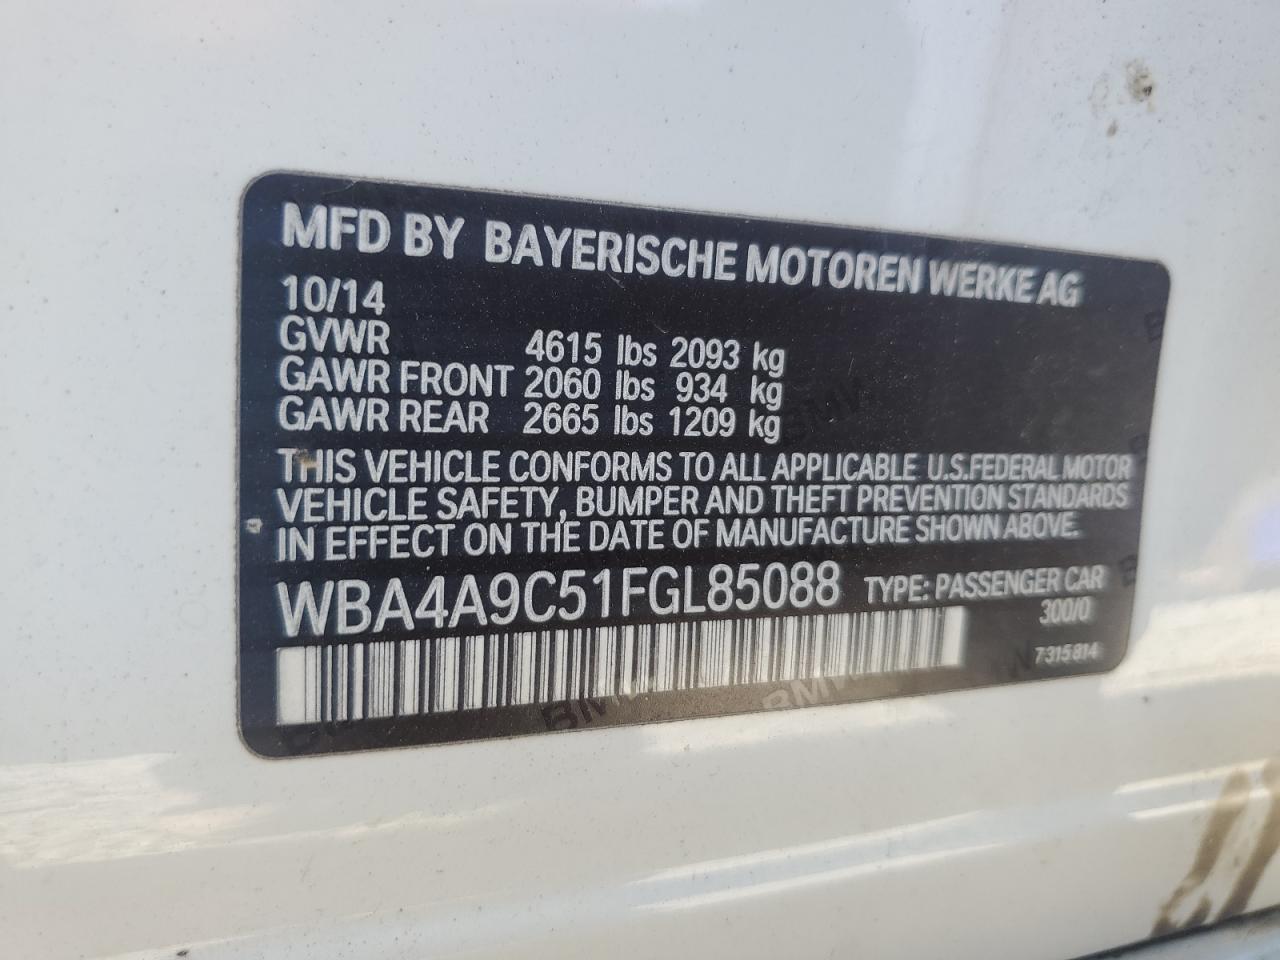 MFD BY BAYERISCHE MOTOREN WERKE AG
10/14
GVWR 4615 lbs 2093 kg
GAWR FRONT 2060 lbs 934 kg
GAWR REAR 2665 lbs 1209 kg
THIS VEHICLE CONFORMS TO ALL APPLICABLE U.S.FEDERAL MOTOR
VEHICLE SAFETY, BUMPER AND THEFT PREVENTION STANDARDS
IN EFFECT ON THE DATE OF MANUFACTURE SHOWN ABOVE.
WBA4A9C51FGL85088 TYPE: PASSENGER CAR
300/0
7315814
BMW
BMW